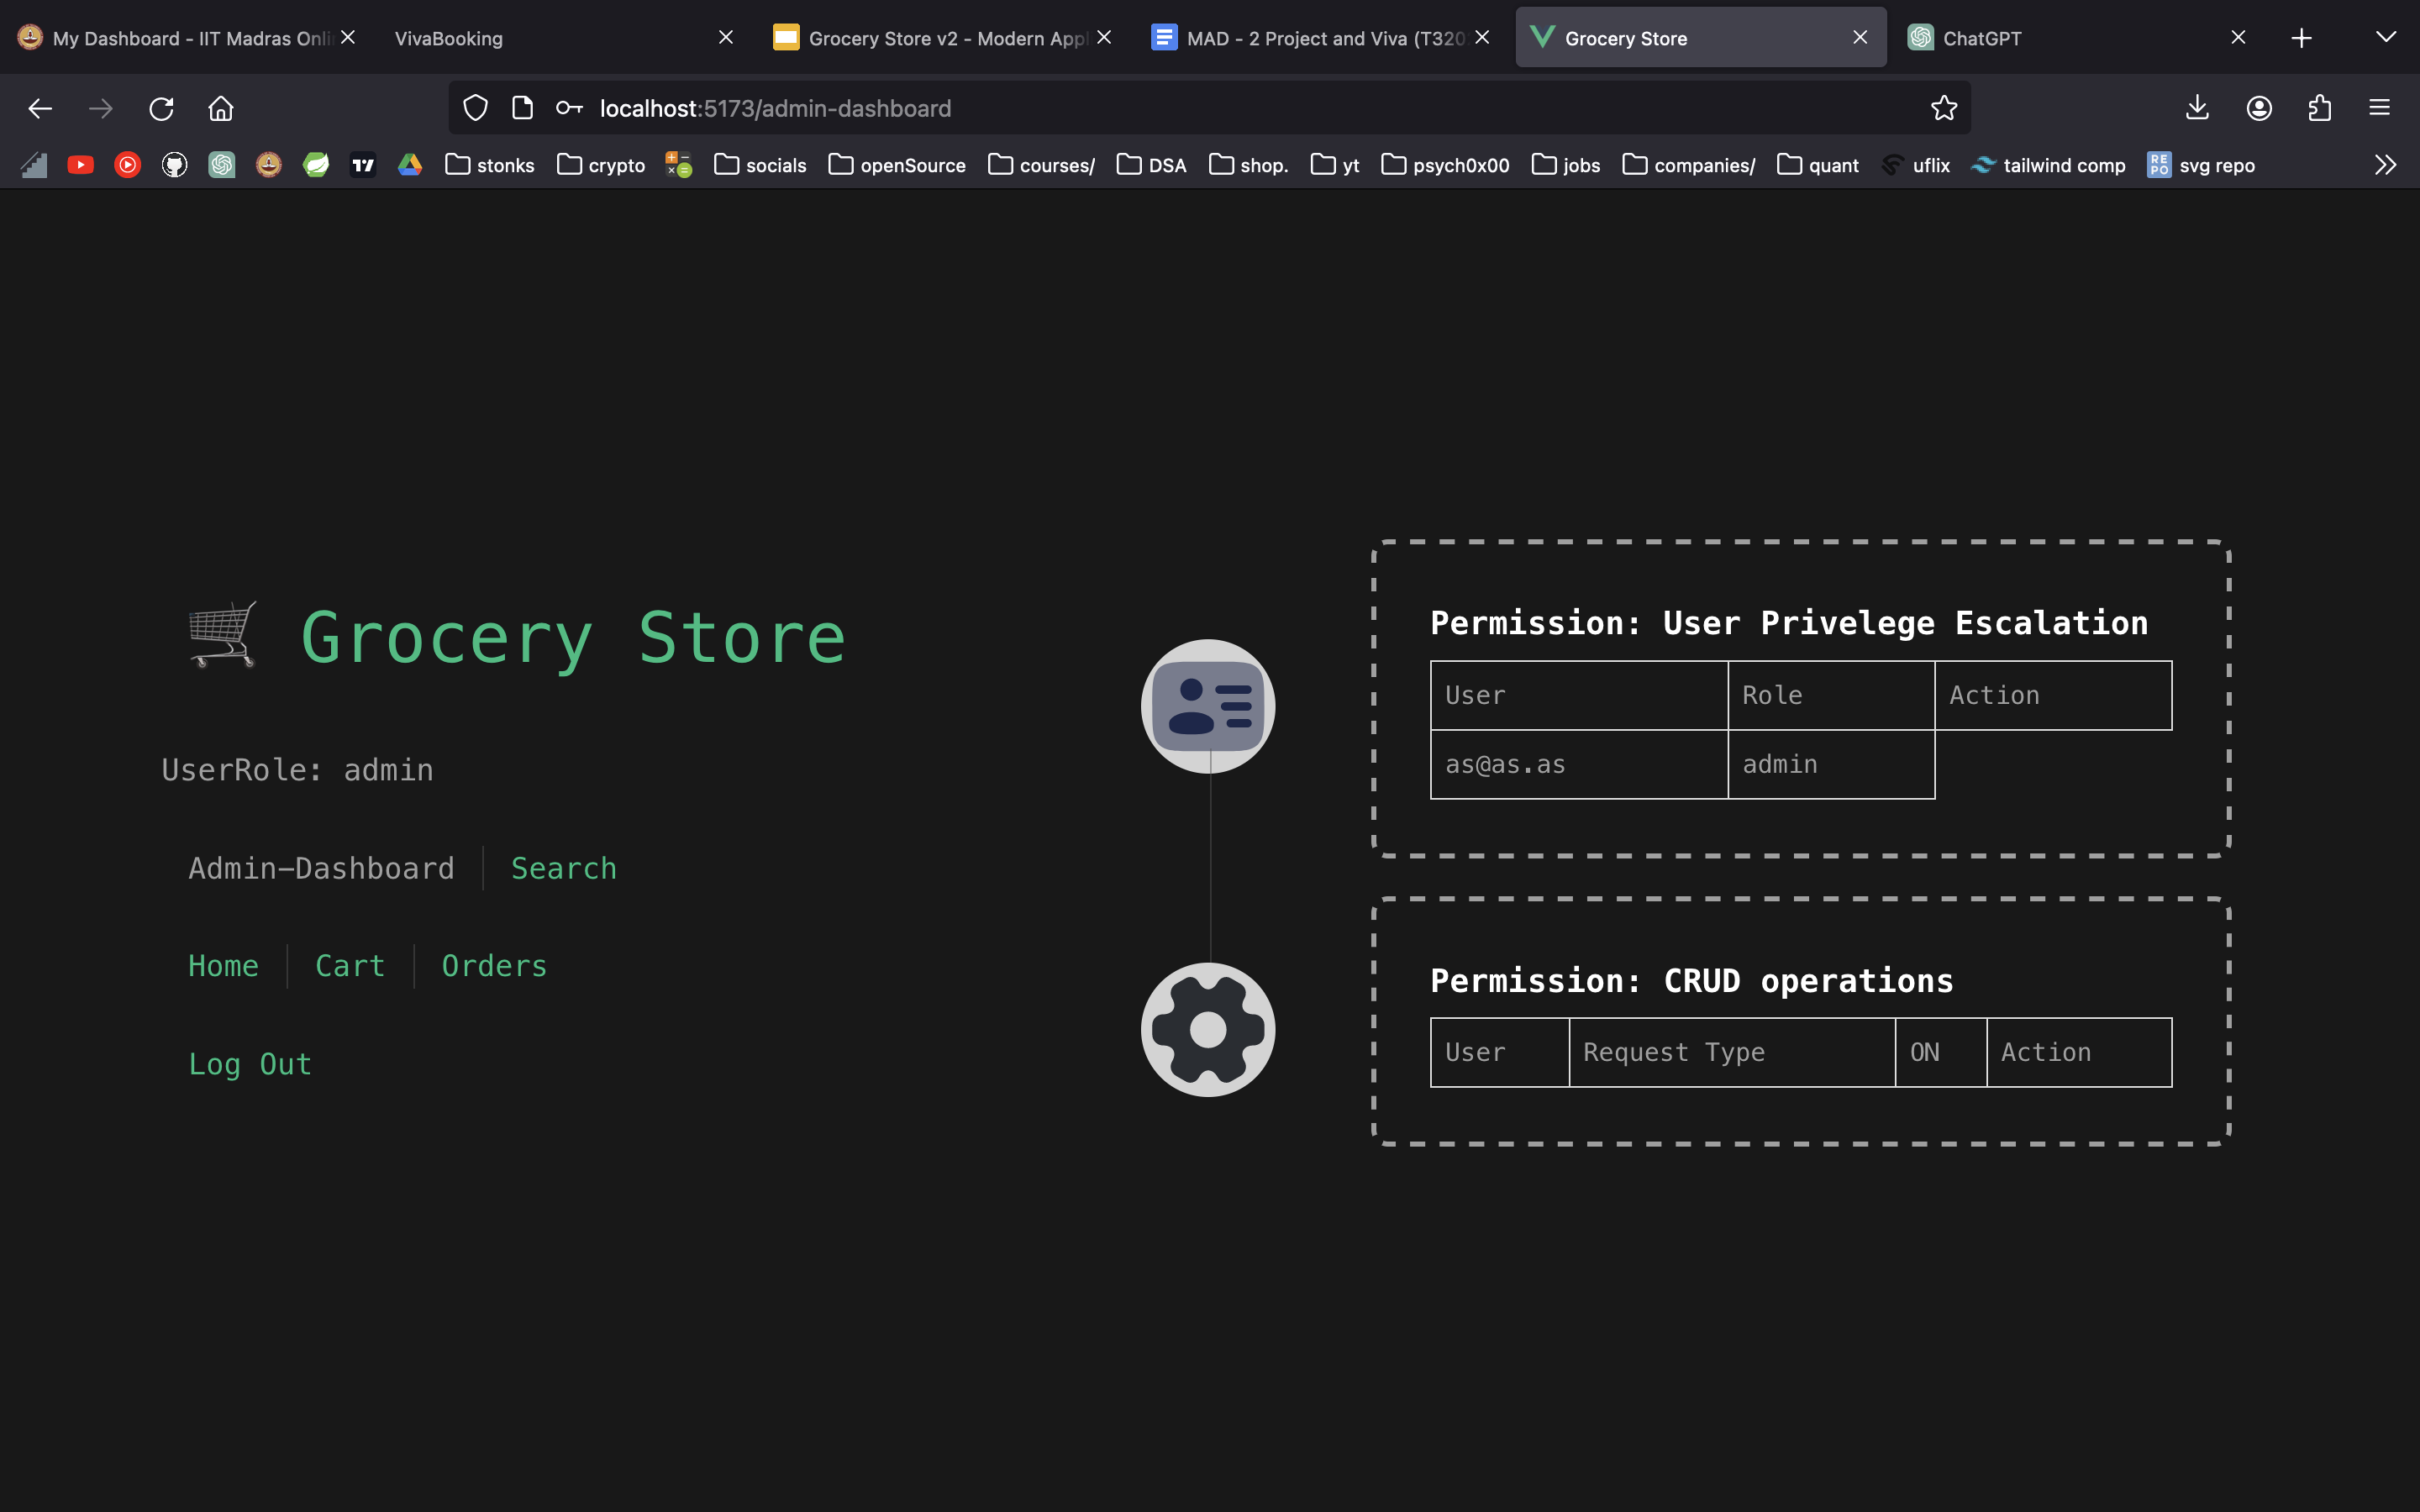 My Dashboard - IIT Madras Onli
VivaBooking
Grocery Store v2 - Modern Appl
MAD - 2 Project and Viva (T320
Grocery Store
ChatGPT
localhost:5173/admin-dashboard
stonks
crypto
socials
openSource
courses/
DSA
shop.
yt
psych0x00
jobs
companies/
quant
uflix
tailwind comp
RE
PO
svg repo
🛒 Grocery Store
UserRole: admin
Admin-Dashboard
Search
Home
Cart
Orders
Log Out
Permission: User Privelege Escalation
User Role Action
as@as.as admin
Permission: CRUD operations
User Request Type ON Action